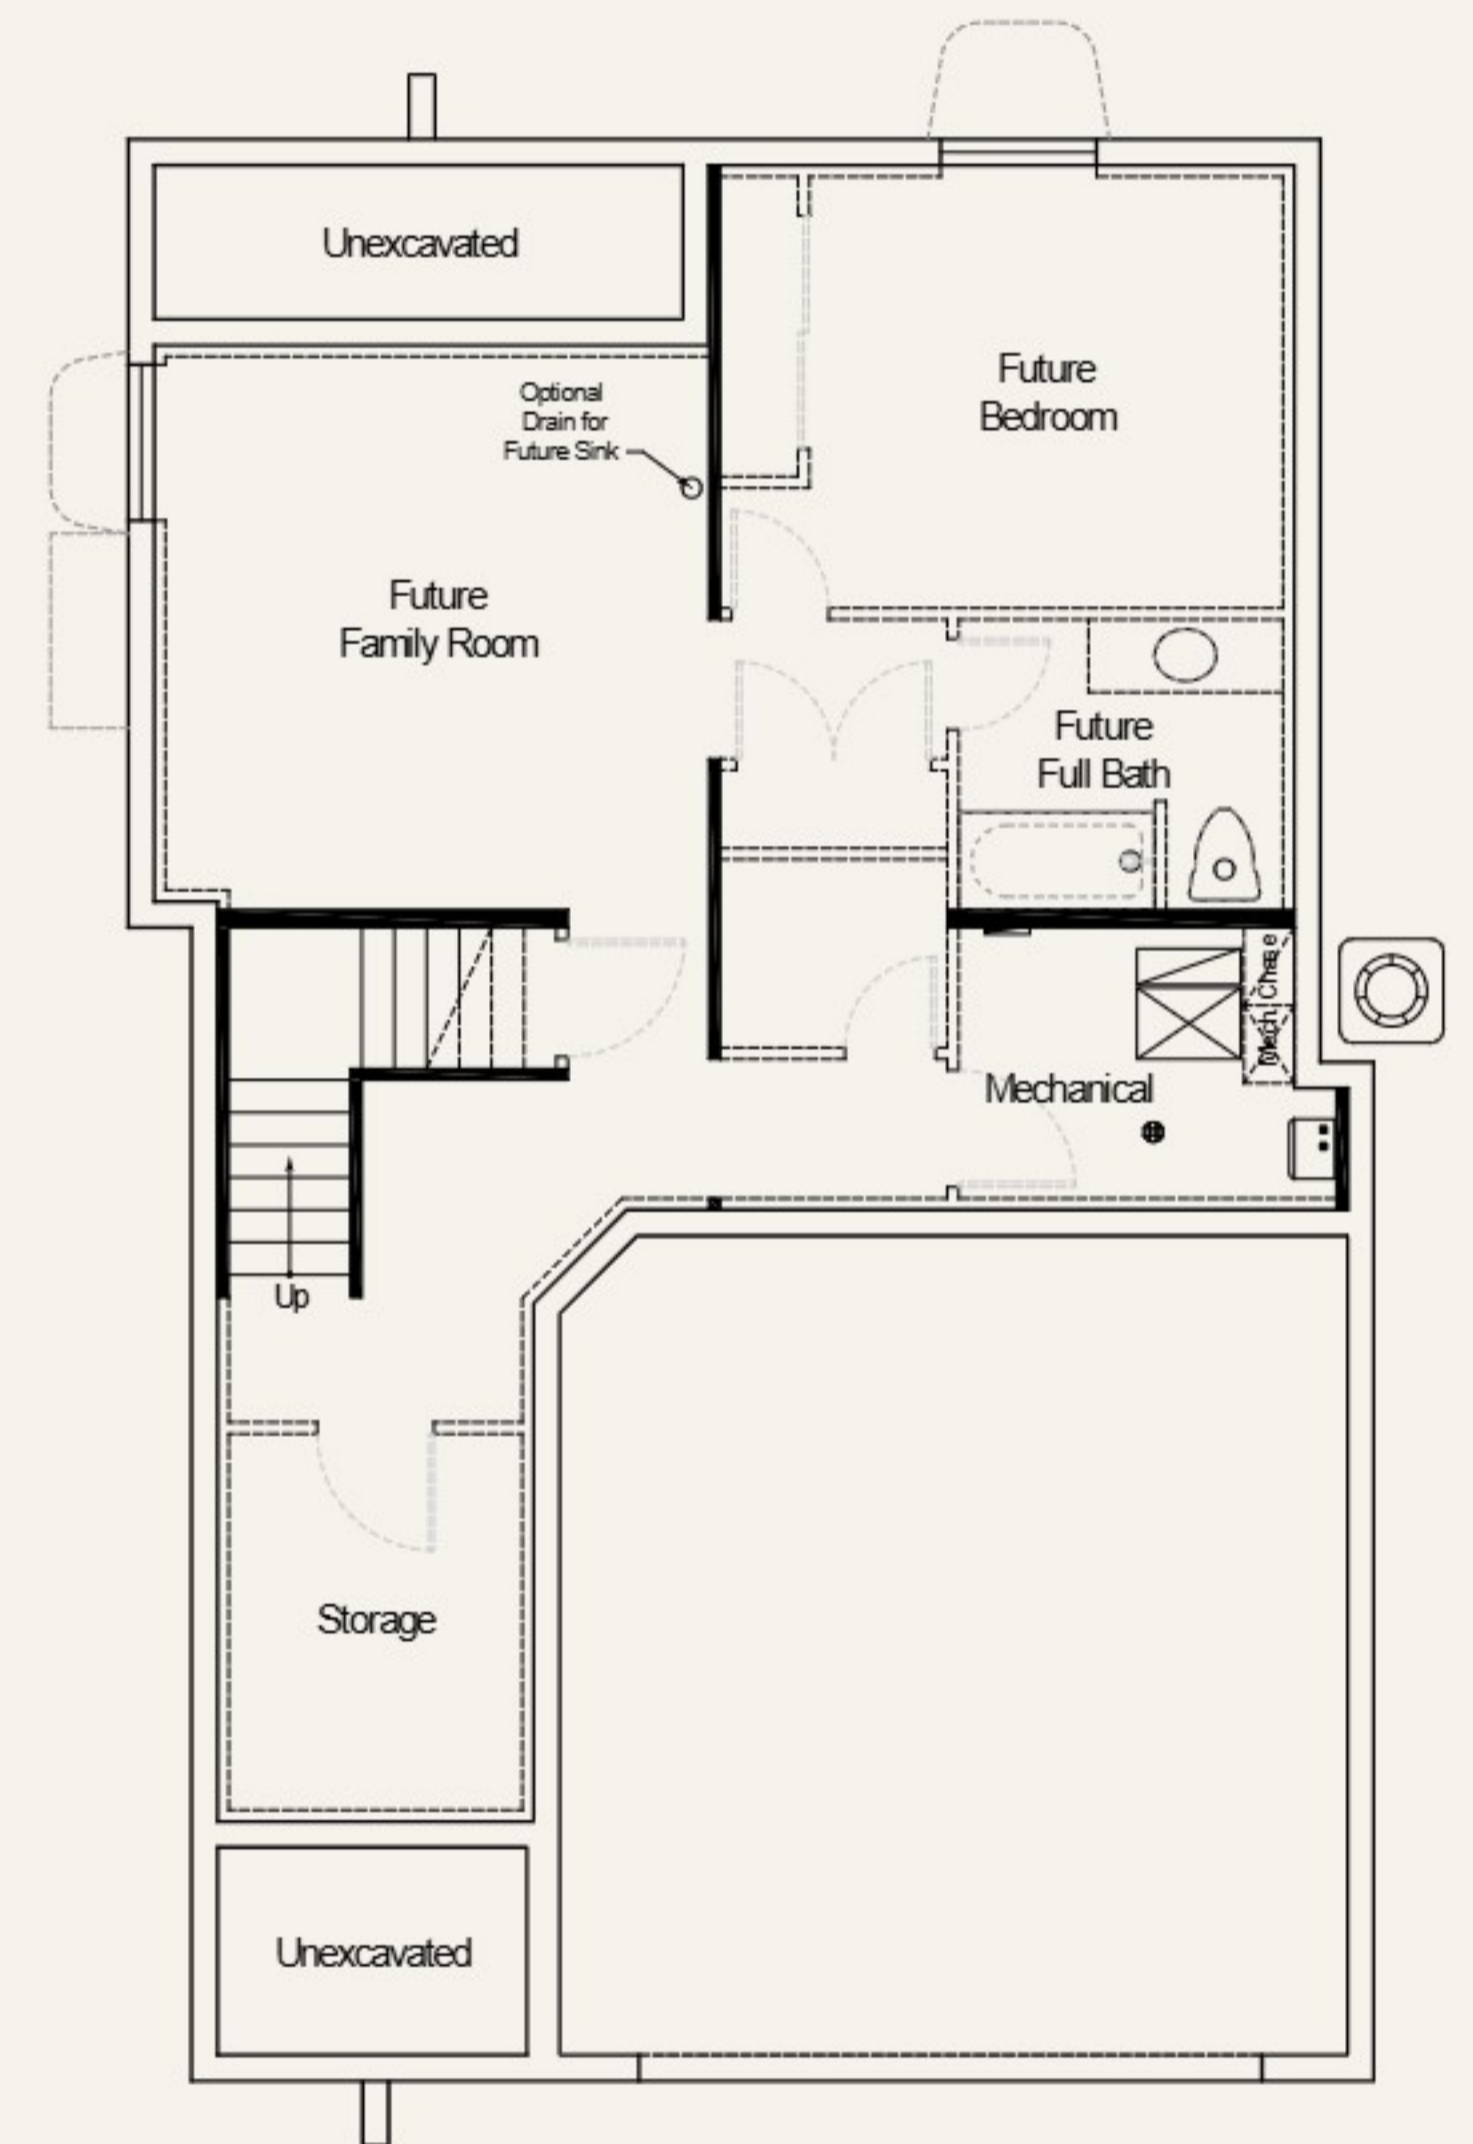 Unexcavated
Optional
Drain for
Future Sink
Future
Bedroom
Future
Family Room
Future
Full Bath
Mech. Chase
Mechanical
Up
Storage
Unexcavated